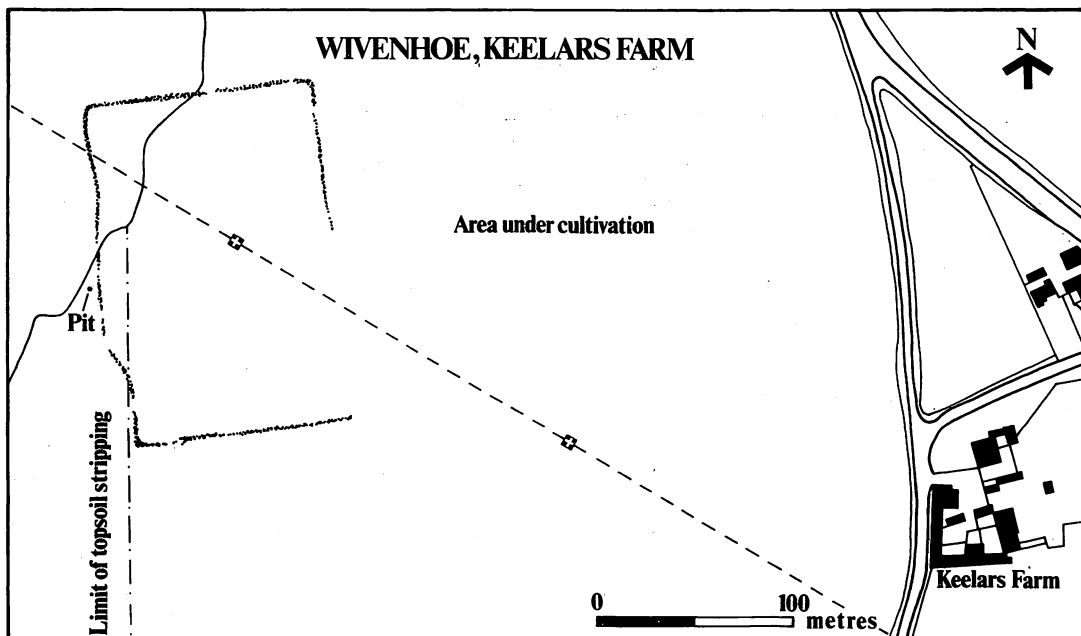 WIVENHOE, KEELARS FARM
N
Area under cultivation
Pit
Limit of topsoil stripping
Keelars Farm
0 100
metres